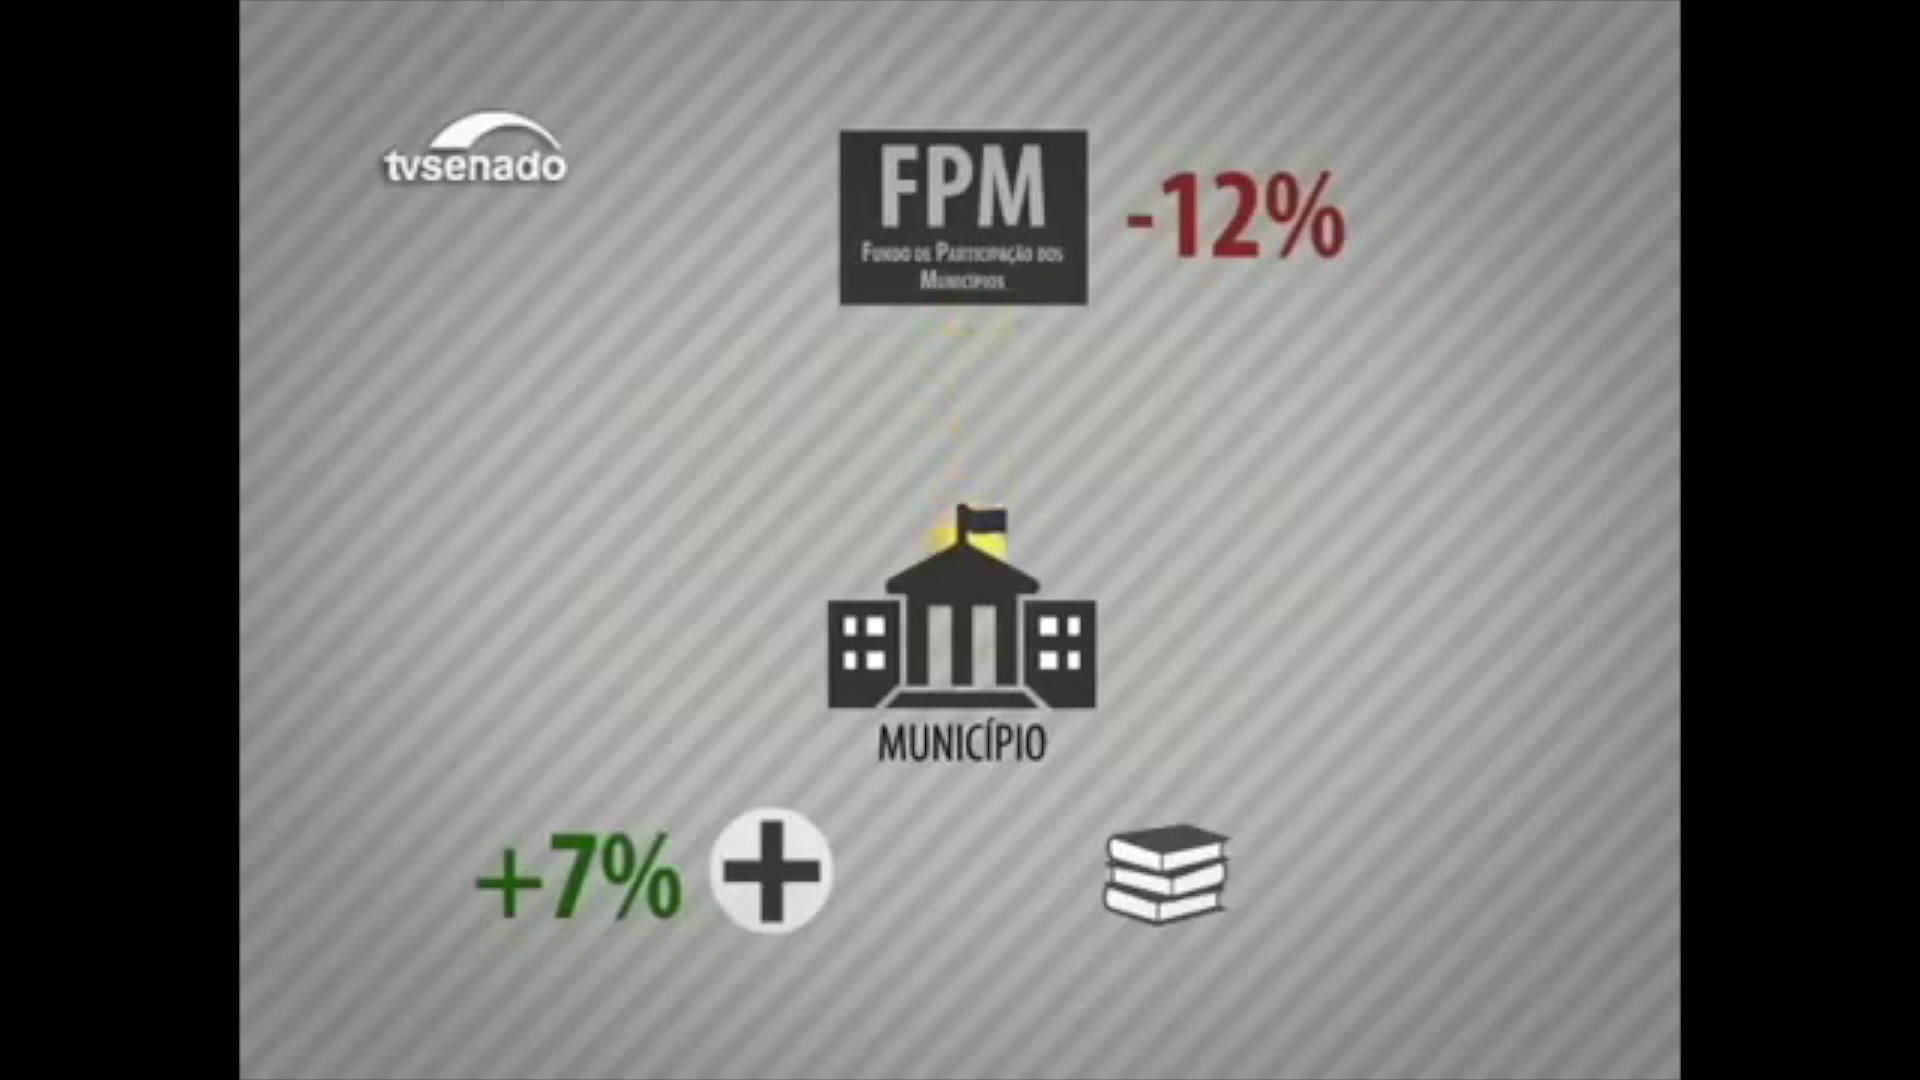 tvsenado
FPM
-12%
Fundo de Participação dos
Municípios
MUNICÍPIO
+7%